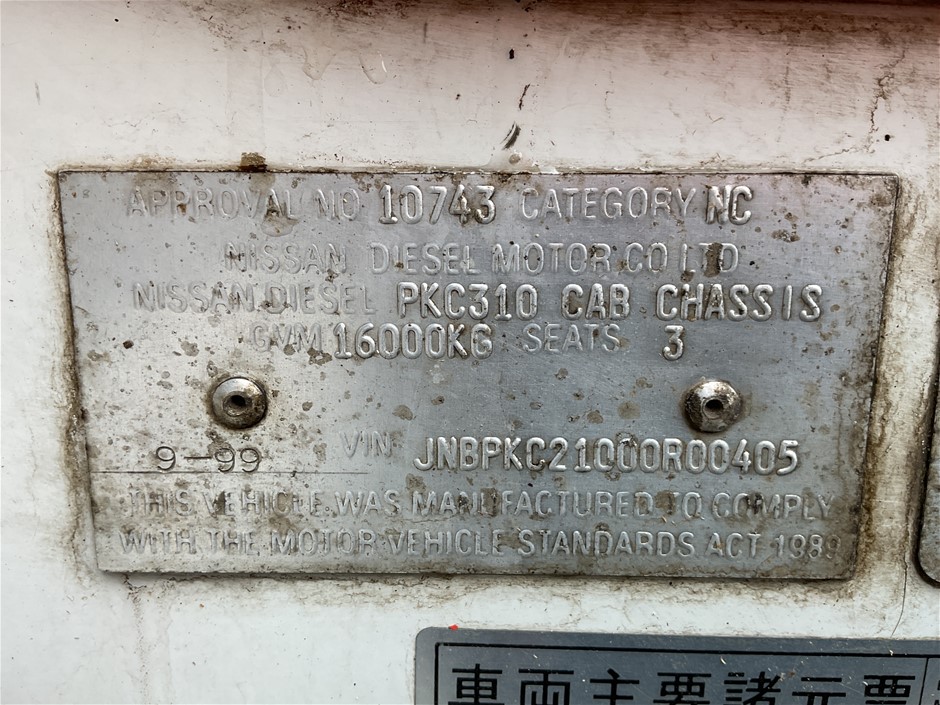 APPROVAL NO 10743 CATEGORY NC
NISSAN DIESEL MOTOR CO LTD
NISSAN DIESEL PKC310 CAB CHASSIS
GVM 16000KG SEATS 3
9-99 VIN JNBPKC21000R00405
THIS VEHICLE WAS MANUFACTURED TO COMPLY
WITH THE MOTOR VEHICLE STANDARDS ACT 1989
車両主要諸元票